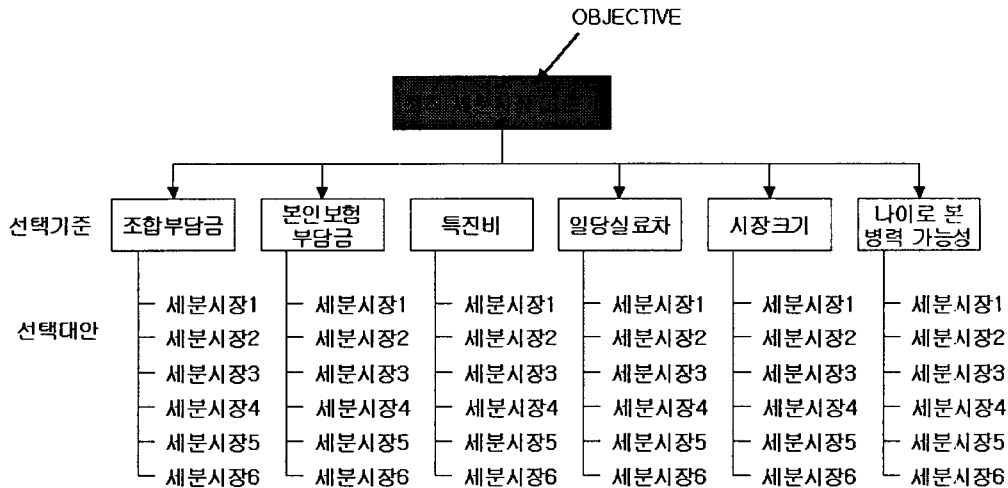 OBJECTIVE
선택기준
조합부담금
본인보험
부담금
특진비
일당실료차
시장크기
나이로 본
병력 가능성
선택대안
세분시장1 세분시장1 세분시장1 세분시장1 세분시장1 세분시장1
세분시장2 세분시장2 세분시장2 세분시장2 세분시장2 세분시장2
세분시장3 세분시장3 세분시장3 세분시장3 세분시장3 세분시장3
세분시장4 세분시장4 세분시장4 세분시장4 세분시장4 세분시장4
세분시장5 세분시장5 세분시장5 세분시장5 세분시장5 세분시장5
세분시장6 세분시장6 세분시장6 세분시장6 세분시장6 세분시장6